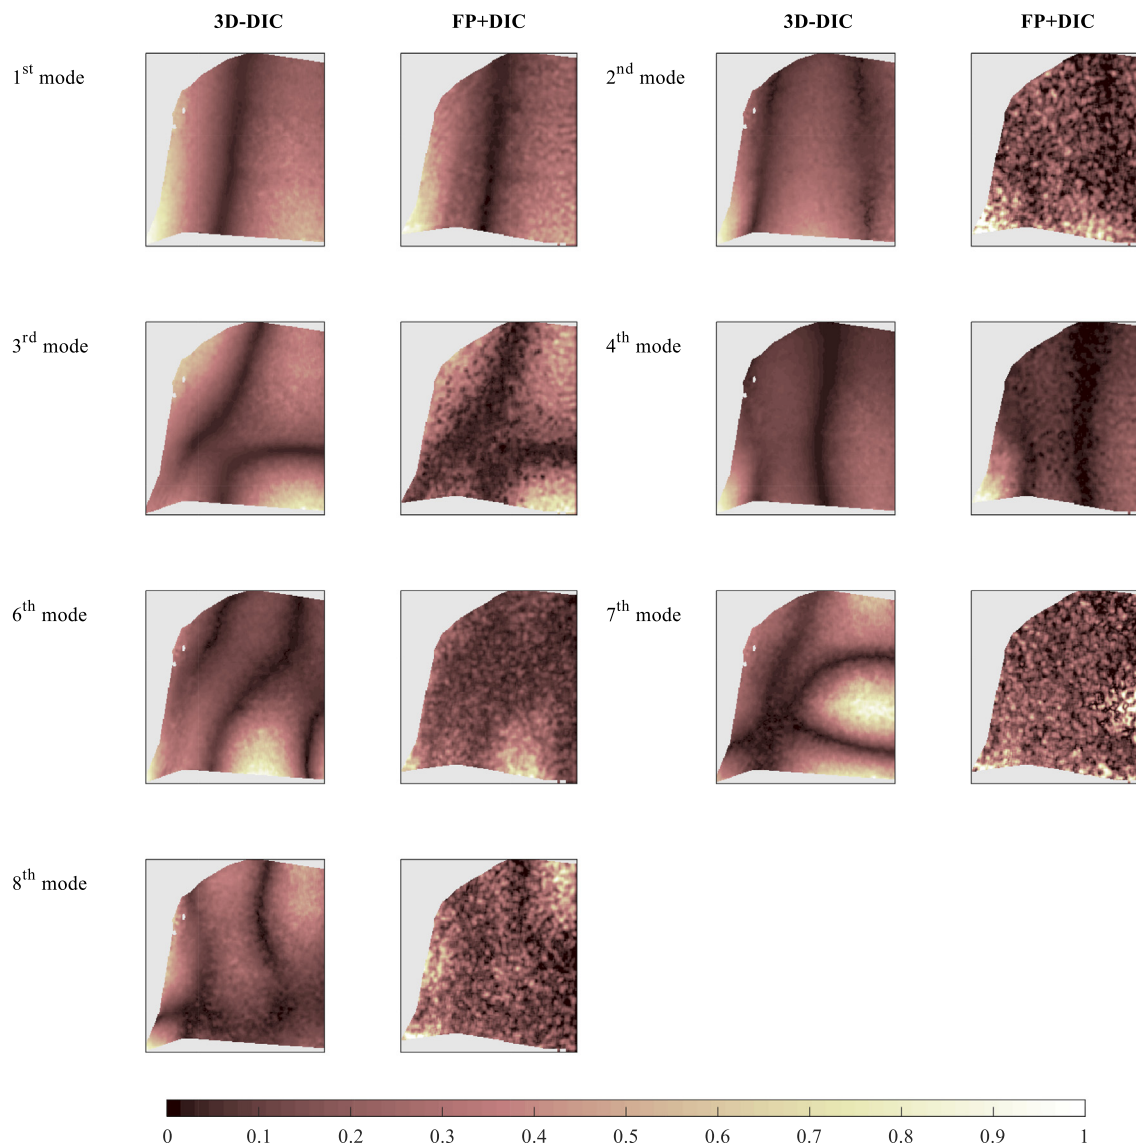 3D-DIC FP+DIC 3D-DIC FP+DIC
1st mode 2nd mode
3rd mode 4th mode
6th mode 7th mode
8th mode
0 0.1 0.2 0.3 0.4 0.5 0.6 0.7 0.8 0.9 1